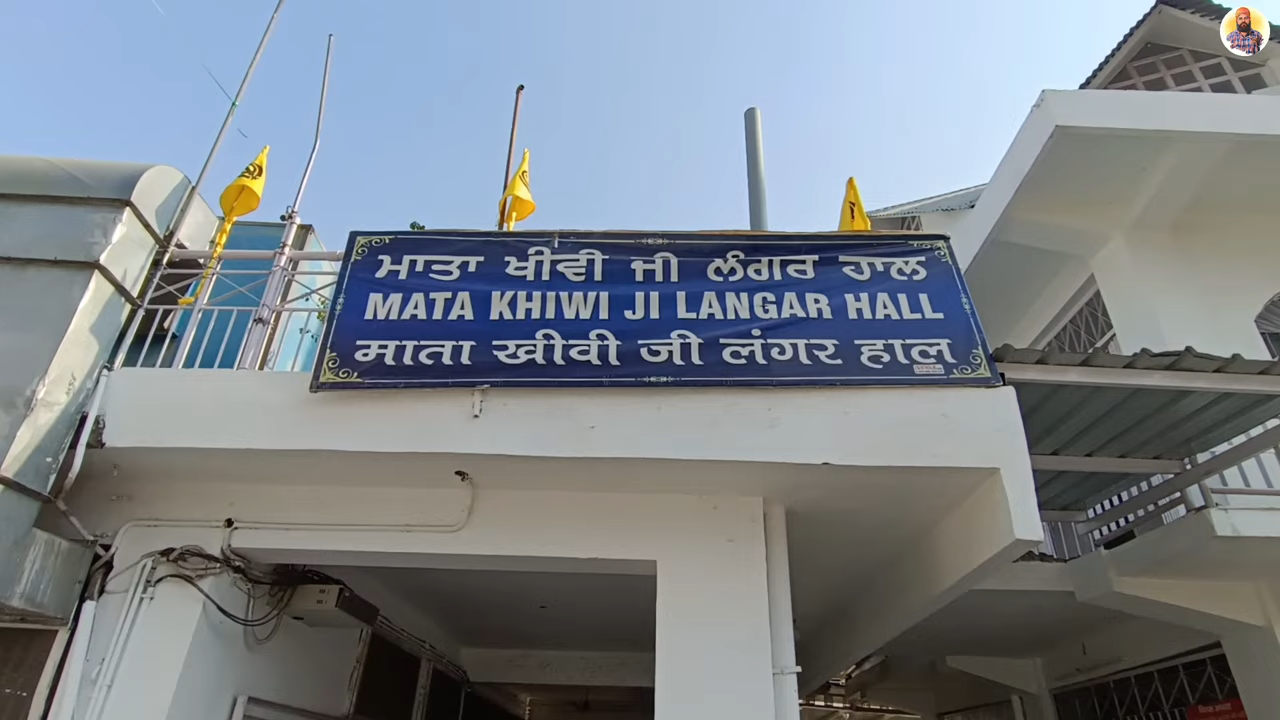 ਮਾਤਾ ਖੀਵੀ ਜੀ ਲੰਗਰ ਹਾਲ
MATA KHIWI JI LANGAR HALL
माता खीवी जी लंगर हाल